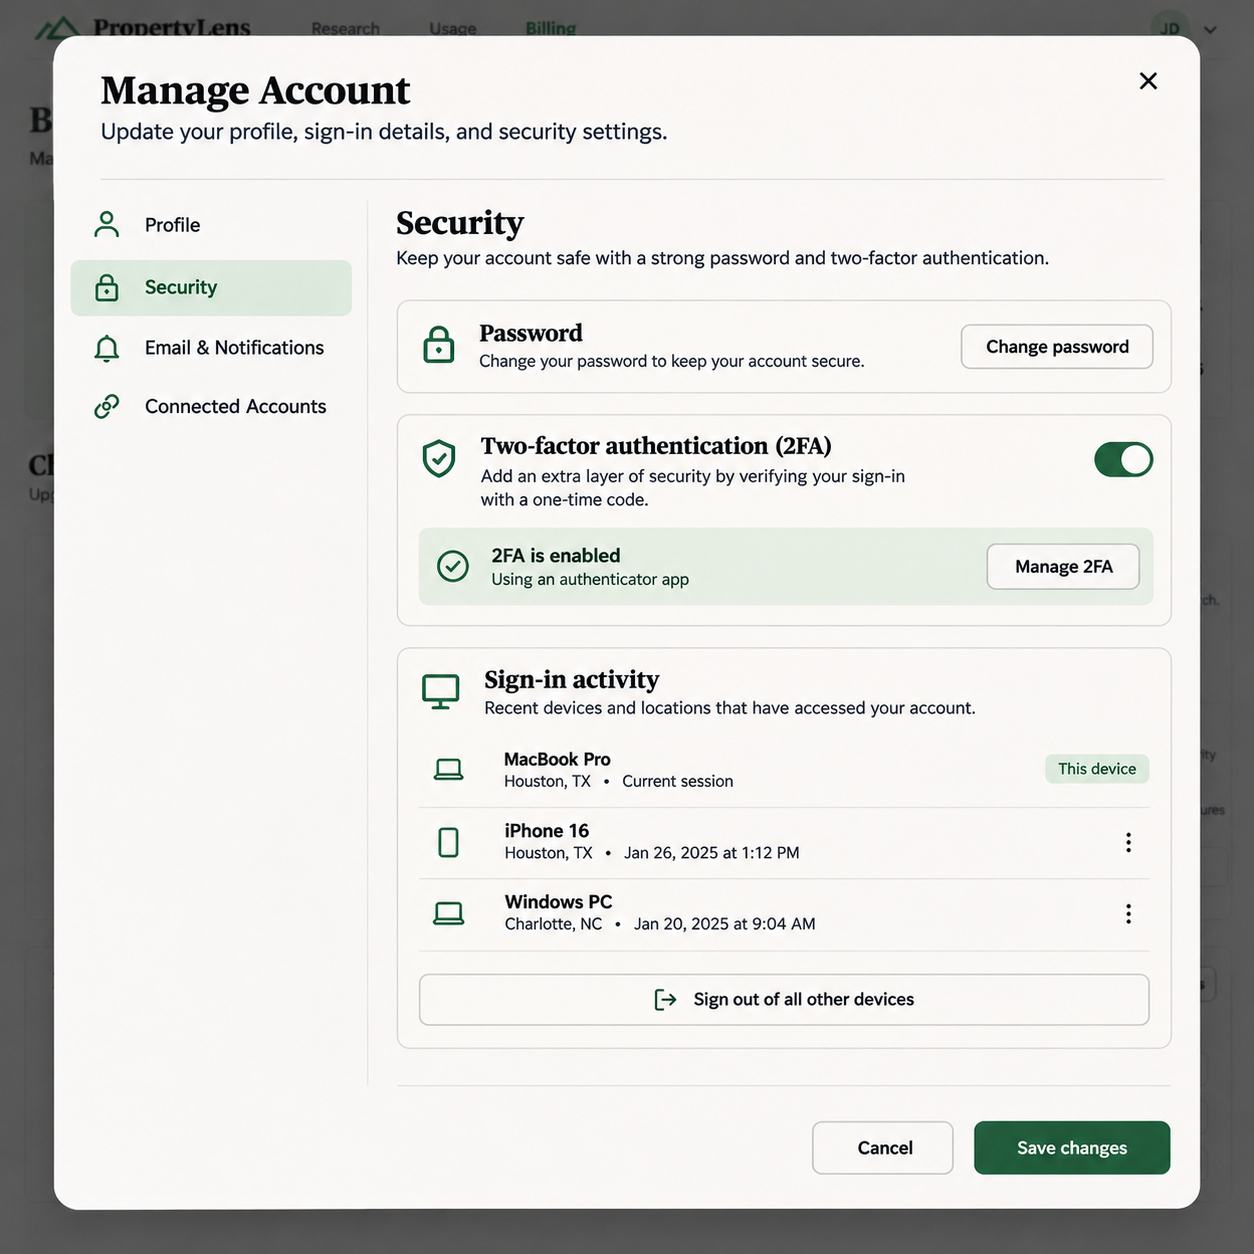 PropertyLens
Research
Usage
Billing
JD
Manage Account
Update your profile, sign-in details, and security settings.
Profile
Security
Email & Notifications
Connected Accounts
Security
Keep your account safe with a strong password and two-factor authentication.
Password
Change your password to keep your account secure.
Change password
Two-factor authentication (2FA)
Add an extra layer of security by verifying your sign-in
with a one-time code.
2FA is enabled
Using an authenticator app
Manage 2FA
Sign-in activity
Recent devices and locations that have accessed your account.
MacBook Pro
Houston, TX • Current session
This device
iPhone 16
Houston, TX • Jan 26, 2025 at 1:12 PM
Windows PC
Charlotte, NC • Jan 20, 2025 at 9:04 AM
Sign out of all other devices
Cancel
Save changes